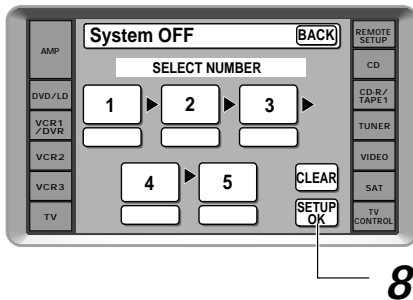 System OFF
BACK
SELECT NUMBER
AMP
DVD/LD
VCR1
/DVR
VCR2
VCR3
TV
1
2
3
4
5
CLEAR
SETUP
OK
REMOTE
SETUP
CD
CD-R/
TAPE1
TUNER
VIDEO
SAT
TV
CONTROL
8